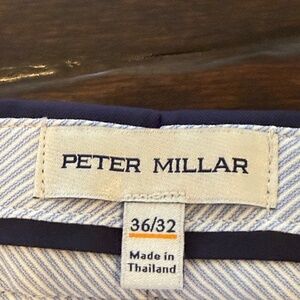 PETER MILLAR
36/32
Made in
Thailand